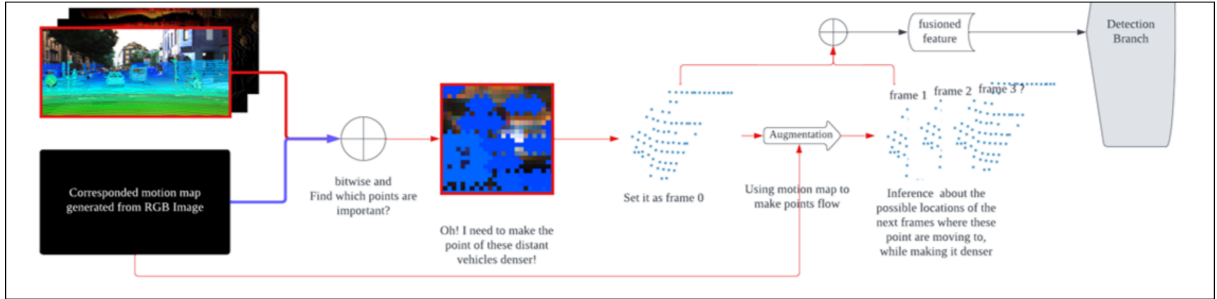 Corresponded motion map
generated from RGB Image
bitwise and
Find which points are
important?
Oh! I need to make the
point of these distant
vehicles denser!
Set it as frame 0
Augmentation
Using motion map to
make points flow
frame 1 frame 2 frame 3 ?
Inference about the
possible locations of the
next frames where these
point are moving to,
while making it denser
fusioned
feature
Detection
Branch